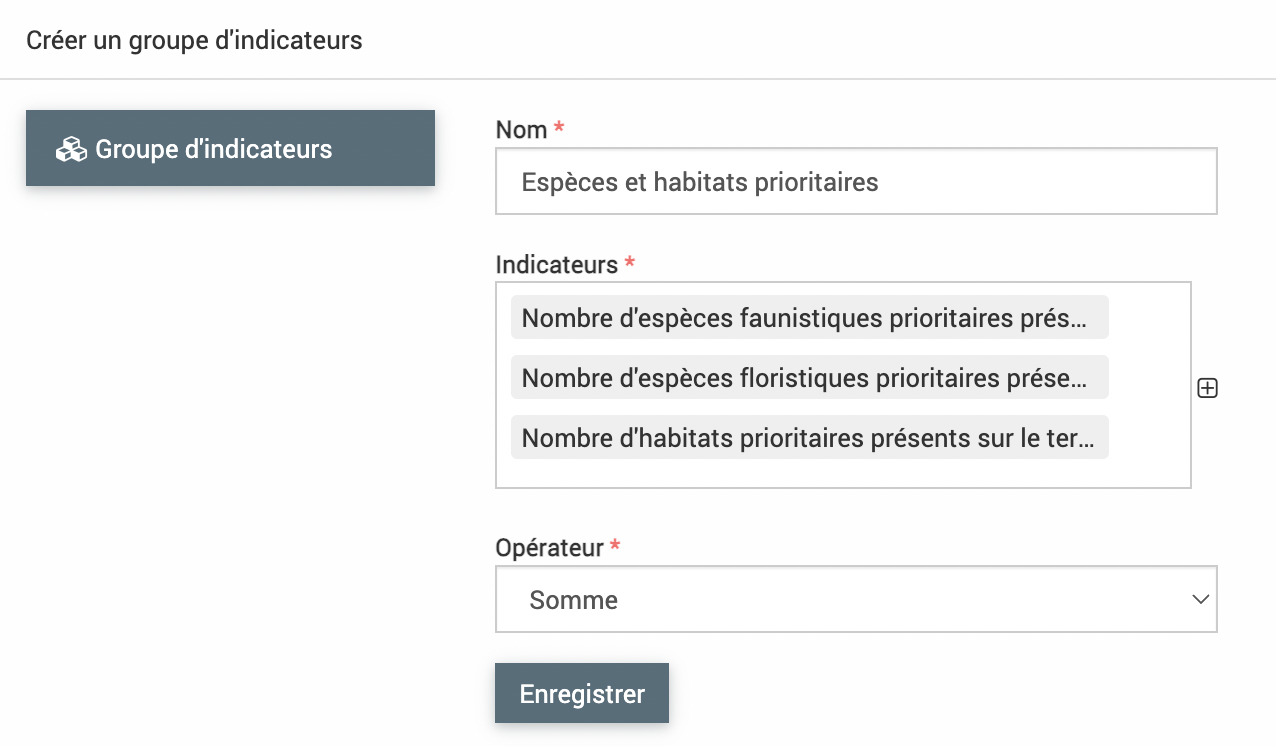 Créer un groupe d'indicateurs
Groupe d'indicateurs
Nom *
Espèces et habitats prioritaires
Indicateurs *
Nombre d'espèces faunistiques prioritaires prés...
Nombre d'espèces floristiques prioritaires prése...
Nombre d'habitats prioritaires présents sur le ter...
Opérateur *
Somme
Enregistrer